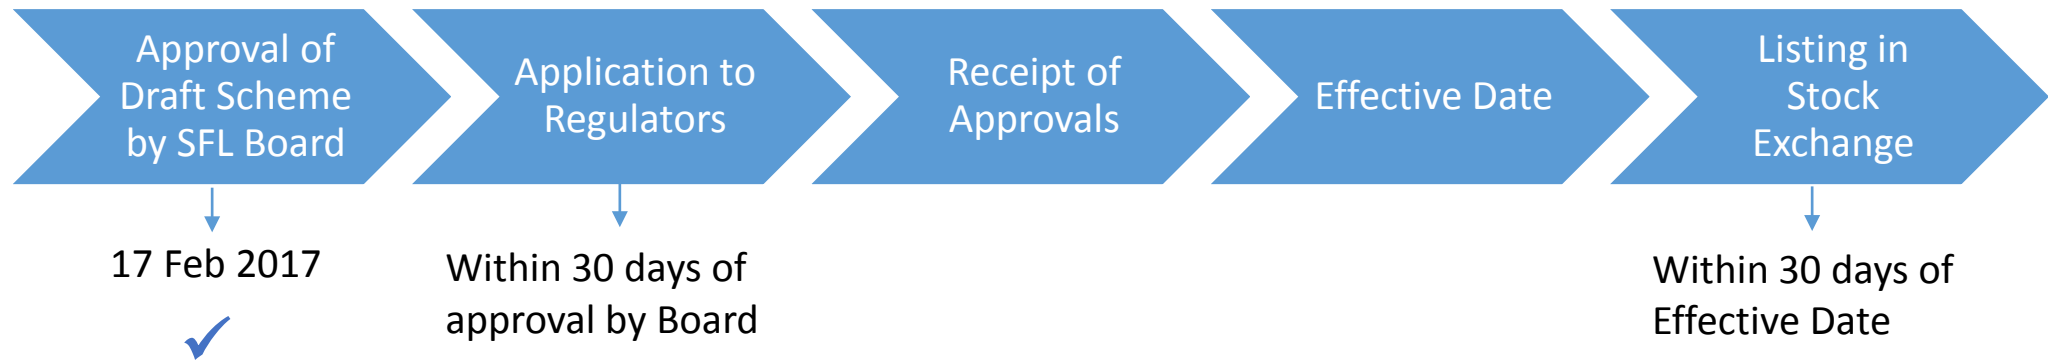 Approval of
Draft Scheme
by SFL Board
Application to
Regulators
Receipt of
Approvals
Effective Date
Listing in
Stock
Exchange
17 Feb 2017
Within 30 days of
approval by Board
Within 30 days of
Effective Date